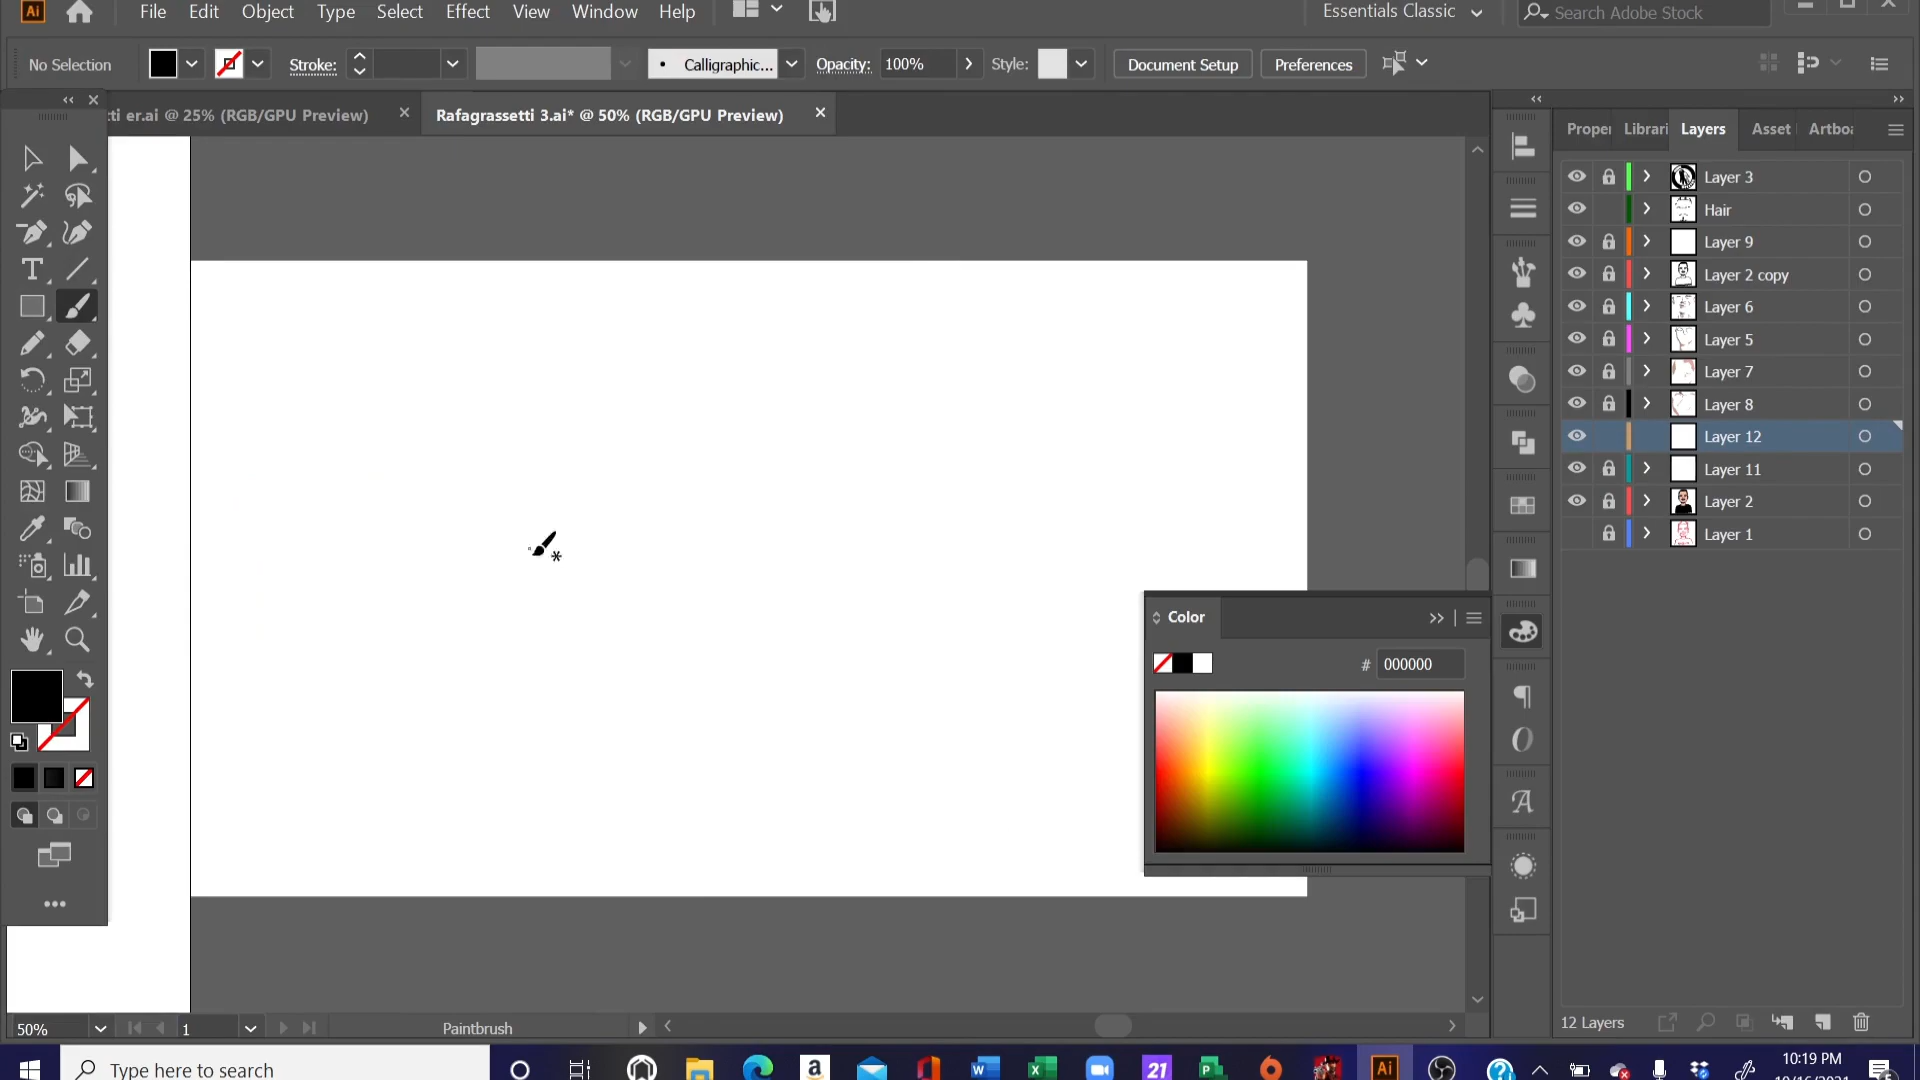 Ai File Edit Object Type Select Effect View Window Help Essentials Classic Search Adobe Stock
No Selection Stroke: Calligraphic... Opacity: 100% Style: Document Setup Preferences
tti er.ai @ 25% (RGB/GPU Preview) Rafagrassetti 3.ai* @ 50% (RGB/GPU Preview)
Proper Librari Layers Asset Artboa
Layer 3
Hair
Layer 9
Layer 2 copy
Layer 6
Layer 5
Layer 7
Layer 8
Layer 12
Layer 11
Layer 2
Layer 1
Color
# 000000
50% 1 Paintbrush 12 Layers
Type here to search 10:19 PM